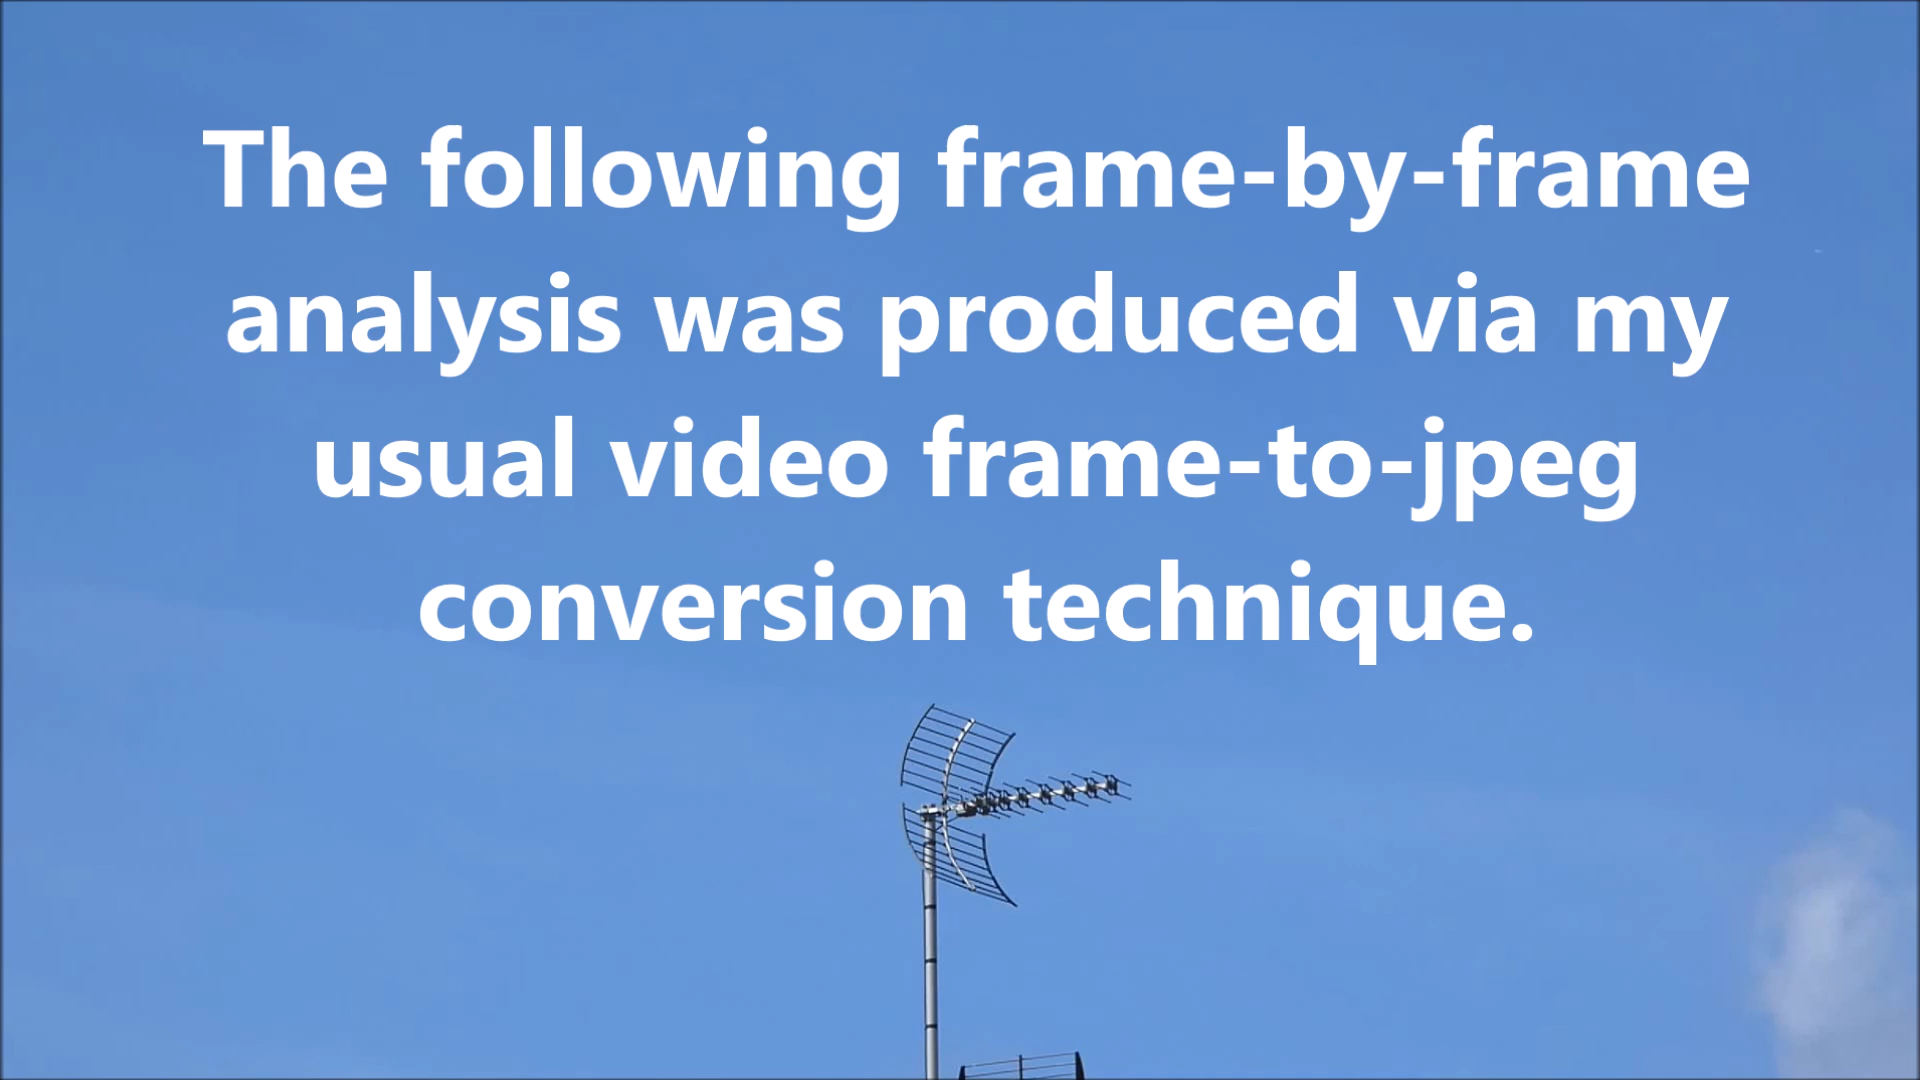 The following frame-by-frame
analysis was produced via my
usual video frame-to-jpeg
conversion technique.